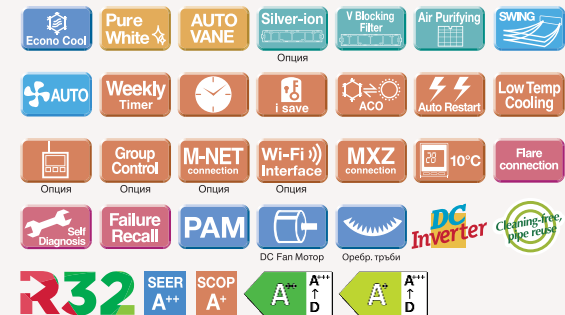 Econo Cool
Pure
White
AUTO
VANE
Silver-ion
Опция
V Blocking
Filter
Air Purifying
SWING
AUTO
Weekly
Timer
i save
ACO
Auto Restart
Low Temp
Cooling
Опция
Group
Control
Опция
M-NET
connection
Опция
Wi-Fi
Interface
Опция
MXZ
connection
28
10°C
Flare
connection
Self
Diagnosis
Failure
Recall
PAM
DC Fan Мотор
Оребр. тръби
DC
Inverter
Cleaning-free,
pipe reuse
R32
SEER
A++
SCOP
A+
A++
A+++
↑
D
A+
A+++
↑
D